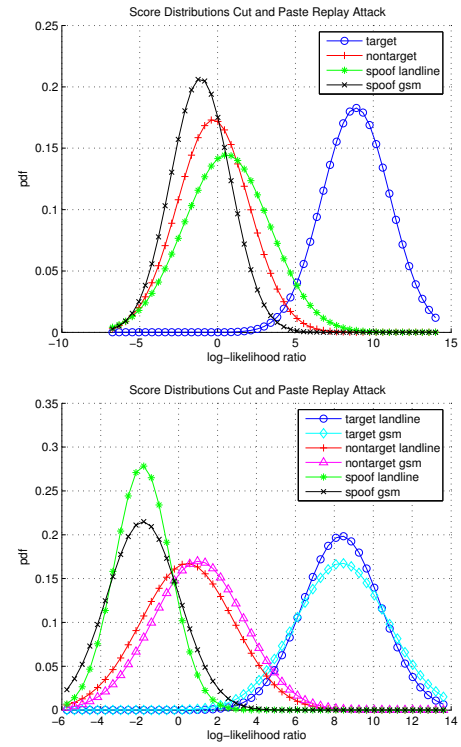 Score Distributions Cut and Paste Replay Attack
0.25
0.2
0.15
0.1
0.05
0
pdf
target
nontarget
spoof landline
spoof gsm
−10 −5 0 5 10 15
log−likelihood ratio
Score Distributions Cut and Paste Replay Attack
0.35
0.3
0.25
0.2
0.15
0.1
0.05
0
pdf
target landline
target gsm
nontarget landline
nontarget gsm
spoof landline
spoof gsm
−6 −4 −2 0 2 4 6 8 10 12 14
log−likelihood ratio